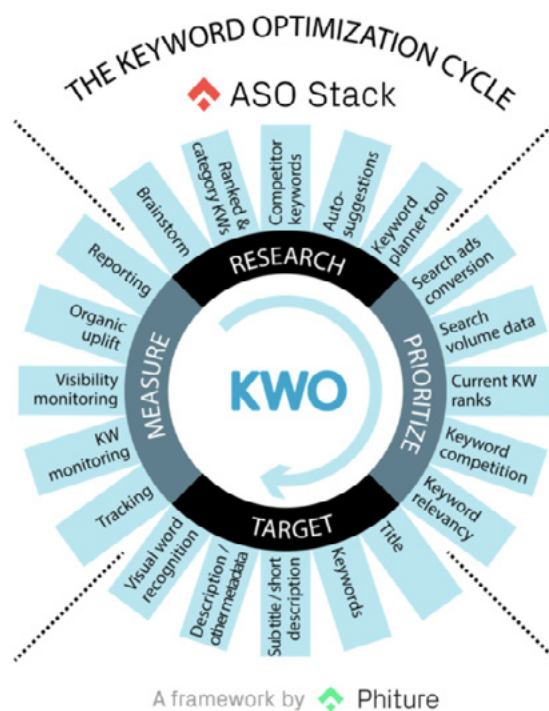 THE KEYWORD OPTIMIZATION CYCLE
ASO Stack
RESEARCH
Brainstorm
Ranked &
category KWs
Competitor
keywords
Auto-
suggestions
Keyword
planner tool
PRIORITIZE
Search ads
conversion
Search
volume data
Current KW
ranks
Keyword
competition
Keyword
relevancy
TARGET
Title
Keywords
Subtitle / short
description
Description /
other metadata
Visual word
recognition
MEASURE
Tracking
KW
monitoring
Visibility
monitoring
Organic
uplift
Reporting
KWO
A framework by Phiture